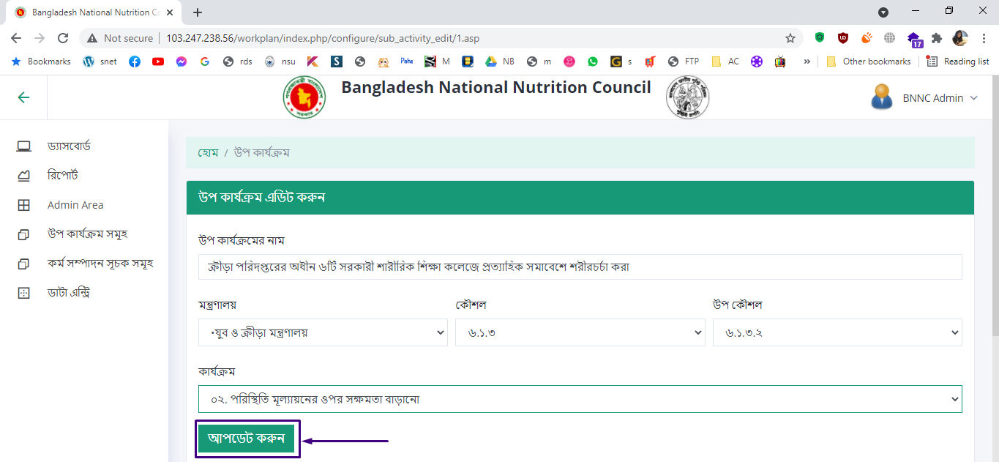 Bangladesh National Nutrition Co
Not secure
103.247.238.56/workplan/index.php/configure/sub_activity_edit/1.asp
17
Bookmarks snet rds nsu Pahe M NB m s FTP AC » Other bookmarks Reading list
Bangladesh National Nutrition Council
BNNC Admin
ড্যাসবোর্ড
রিপোর্ট
Admin Area
উপ কার্যক্রম সমূহ
কর্ম সম্পাদন সূচক সমূহ
ডাটা এন্ট্রি
হোম / উপ কার্যক্রম
উপ কার্যক্রম এডিট করুন
উপ কার্যক্রমের নাম
ক্রীড়া পরিদপ্তরের অধীন ৬টি সরকারী শারীরিক শিক্ষা কলেজে প্রত্যাহিক সমাবেশে শরীরচর্চা করা
মন্ত্রণালয় কৌশল উপ কৌশল
•যুব ও ক্রীড়া মন্ত্রণালয় ৬.১.৩ ৬.১.৩.২
কার্যক্রম
০২. পরিস্থিতি মূল্যায়নের ওপর সক্ষমতা বাড়ানো
আপডেট করুন